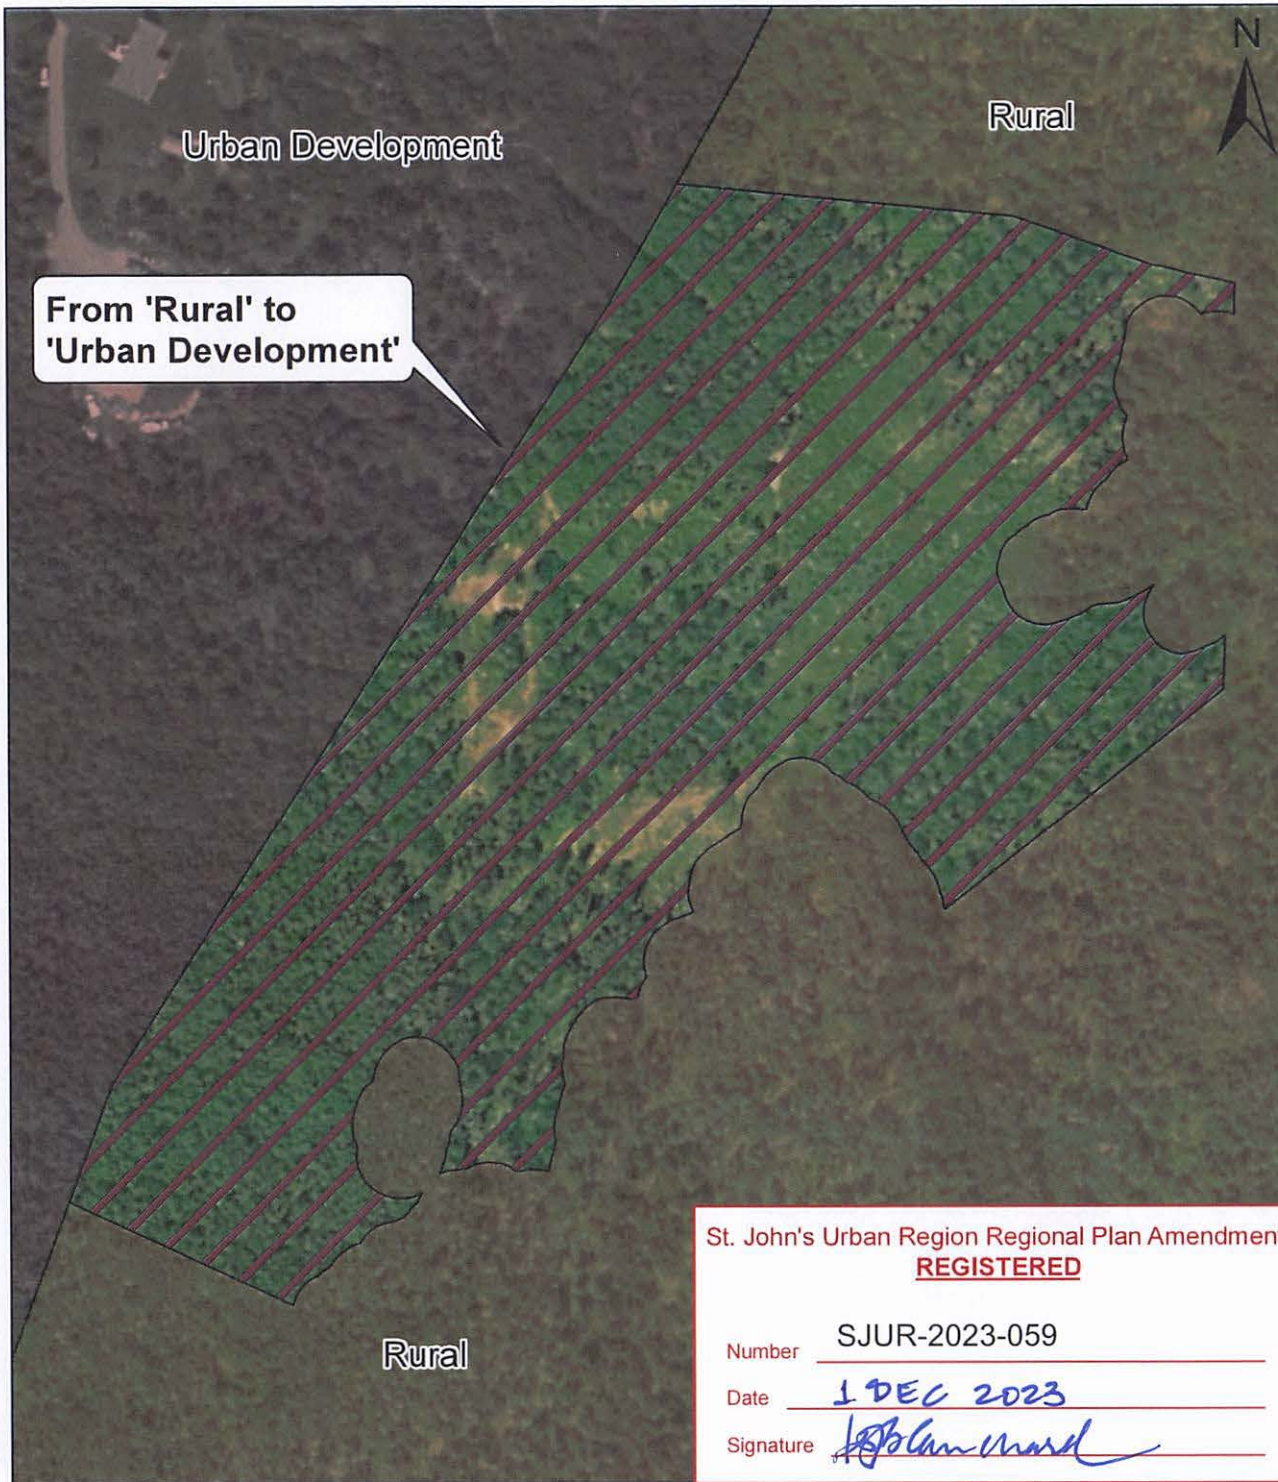 N
Rural
Urban Development
From 'Rural' to
'Urban Development'
Rural
St. John's Urban Region Regional Plan Amendmen
REGISTERED
Number SJUR-2023-059
Date 1 DEC 2023
Signature